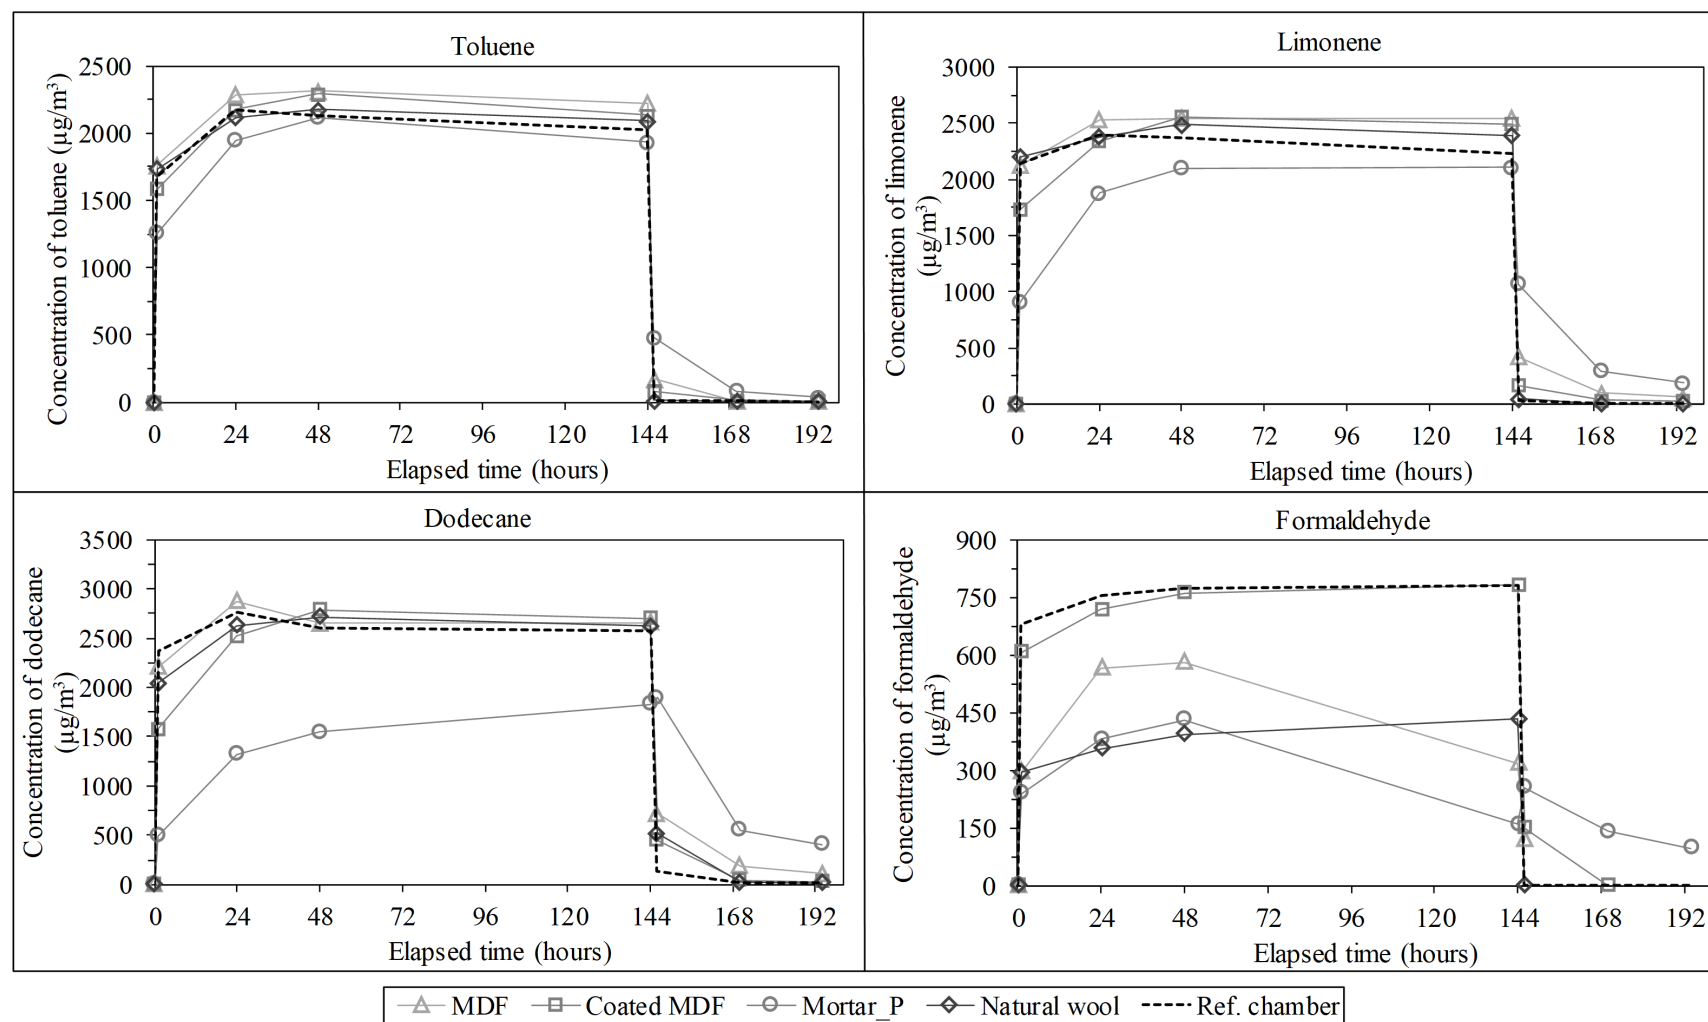 Toluene
Concentration of toluene (µg/m³)
2500
2000
1500
1000
500
0
0 24 48 72 96 120 144 168 192
Elapsed time (hours)
Limonene
Concentration of limonene
(µg/m³)
3000
2500
2000
1500
1000
500
0
0 24 48 72 96 120 144 168 192
Elapsed time (hours)
Dodecane
Concentration of dodecane
(µg/m³)
3500
3000
2500
2000
1500
1000
500
0
0 24 48 72 96 120 144 168 192
Elapsed time (hours)
Formaldehyde
Concentration of formaldehyde
(µg/m³)
900
750
600
450
300
150
0
0 24 48 72 96 120 144 168 192
Elapsed time (hours)
MDF Coated MDF Mortar_P Natural wool Ref. chamber